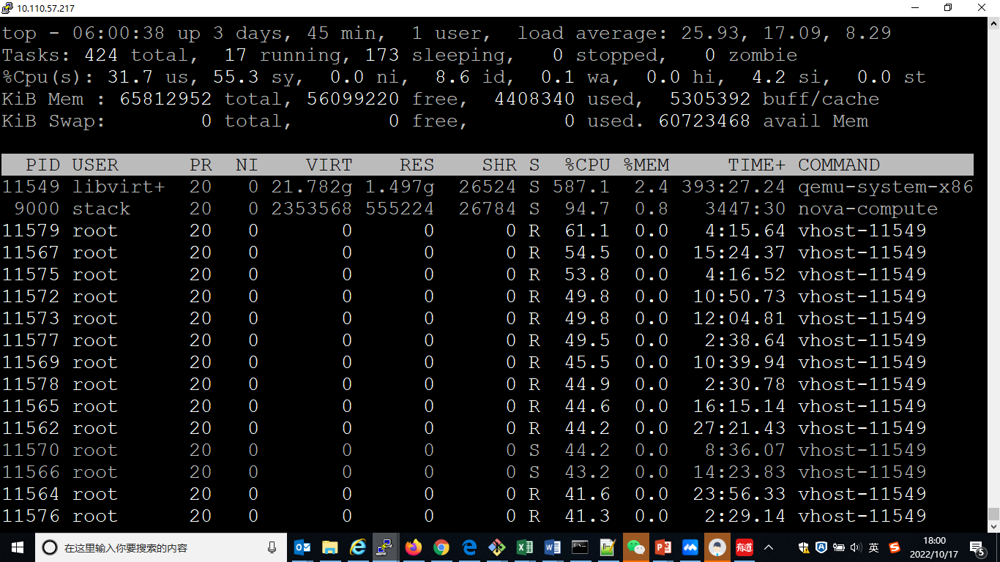 10.110.57.217
top - 06:00:38 up 3 days, 45 min,  1 user,  load average: 25.93, 17.09, 8.29
Tasks: 424 total,  17 running, 173 sleeping,   0 stopped,   0 zombie
%Cpu(s): 31.7 us, 55.3 sy,  0.0 ni,  8.6 id,  0.1 wa,  0.0 hi,  4.2 si,  0.0 st
KiB Mem : 65812952 total, 56099220 free,  4408340 used,  5305392 buff/cache
KiB Swap:        0 total,        0 free,        0 used. 60723468 avail Mem
PID USER PR NI VIRT RES SHR S %CPU %MEM TIME+ COMMAND
11549 libvirt+ 20 0 21.782g 1.497g 26524 S 587.1 2.4 393:27.24 qemu-system-x86
9000 stack 20 0 2353568 555224 26784 S 94.7 0.8 3447:30 nova-compute
11579 root 20 0 0 0 0 R 61.1 0.0 4:15.64 vhost-11549
11567 root 20 0 0 0 0 R 54.5 0.0 15:24.37 vhost-11549
11575 root 20 0 0 0 0 R 53.8 0.0 4:16.52 vhost-11549
11572 root 20 0 0 0 0 R 49.8 0.0 10:50.73 vhost-11549
11573 root 20 0 0 0 0 R 49.8 0.0 12:04.81 vhost-11549
11577 root 20 0 0 0 0 R 49.5 0.0 2:38.64 vhost-11549
11569 root 20 0 0 0 0 R 45.5 0.0 10:39.94 vhost-11549
11578 root 20 0 0 0 0 R 44.9 0.0 2:30.78 vhost-11549
11565 root 20 0 0 0 0 R 44.6 0.0 16:15.14 vhost-11549
11562 root 20 0 0 0 0 R 44.2 0.0 27:21.43 vhost-11549
11570 root 20 0 0 0 0 S 44.2 0.0 8:36.07 vhost-11549
11566 root 20 0 0 0 0 S 43.2 0.0 14:23.83 vhost-11549
11564 root 20 0 0 0 0 R 41.6 0.0 23:56.33 vhost-11549
11576 root 20 0 0 0 0 R 41.3 0.0 2:29.14 vhost-11549
在这里输入你要搜索的内容
有道
英
18:00
2022/10/17
5